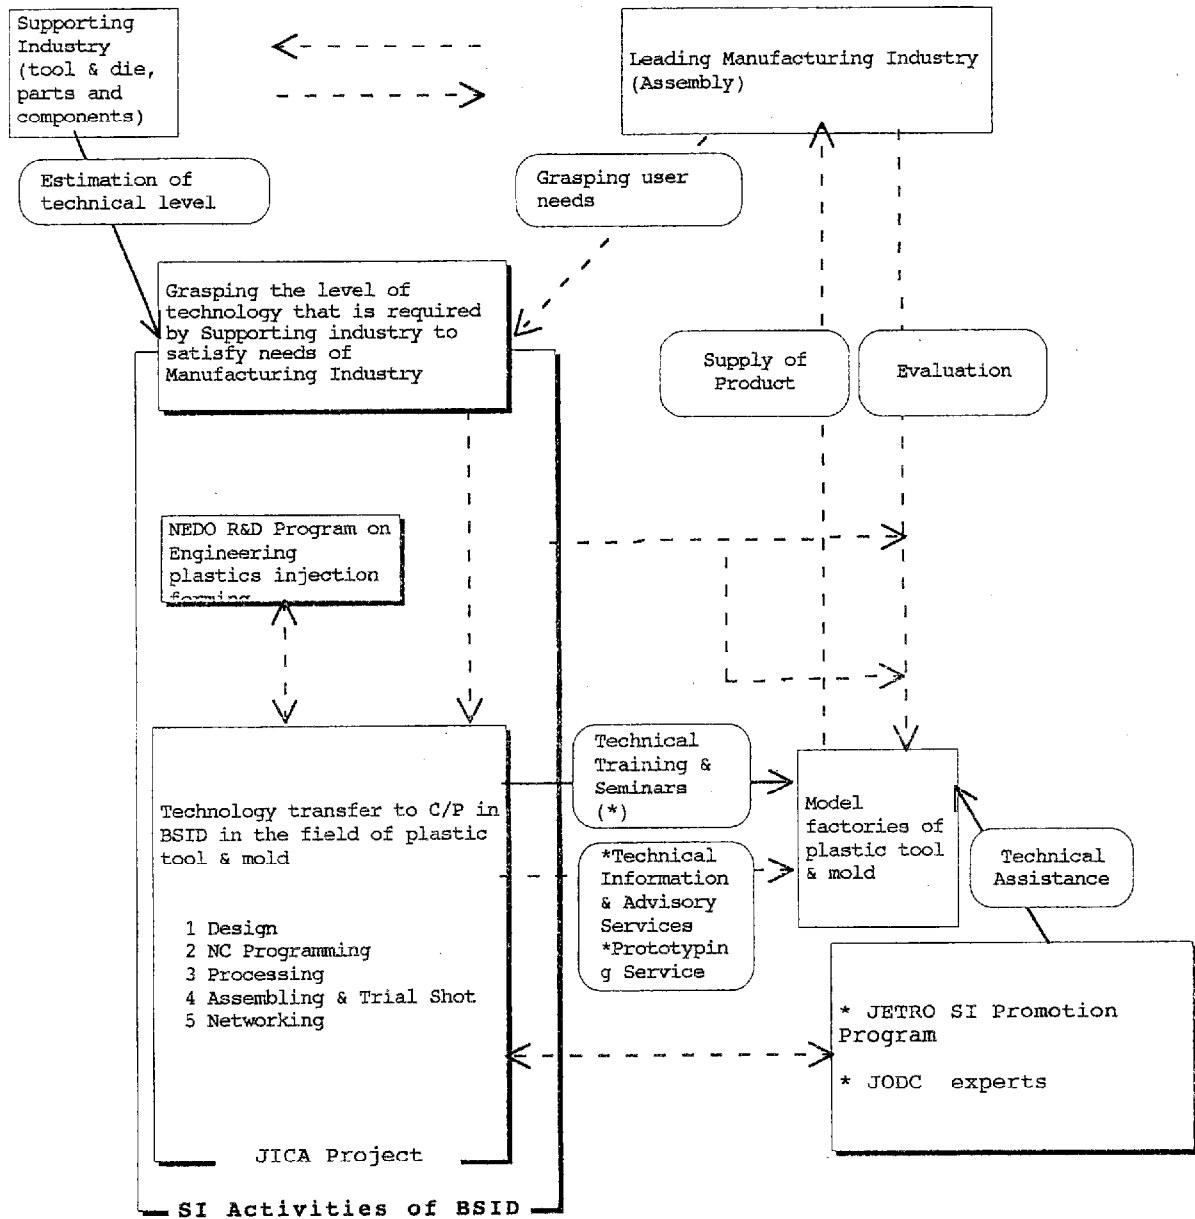 Supporting
Industry
(tool & die,
parts and
components)
Leading Manufacturing Industry
(Assembly)
Estimation of
technical level
Grasping user
needs
Grasping the level of
technology that is required
by Supporting industry to
satisfy needs of
Manufacturing Industry
Supply of
Product
Evaluation
NEDO R&D Program on
Engineering
plastics injection
forming
Technology transfer to C/P in
BSID in the field of plastic
tool & mold
1 Design
2 NC Programming
3 Processing
4 Assembling & Trial Shot
5 Networking
JICA Project
SI Activities of BSID
Technical
Training &
Seminars
(*)
*Technical
Information
& Advisory
Services
*Prototypin
g Service
Model
factories of
plastic tool
& mold
Technical
Assistance
* JETRO SI Promotion
Program
* JODC experts